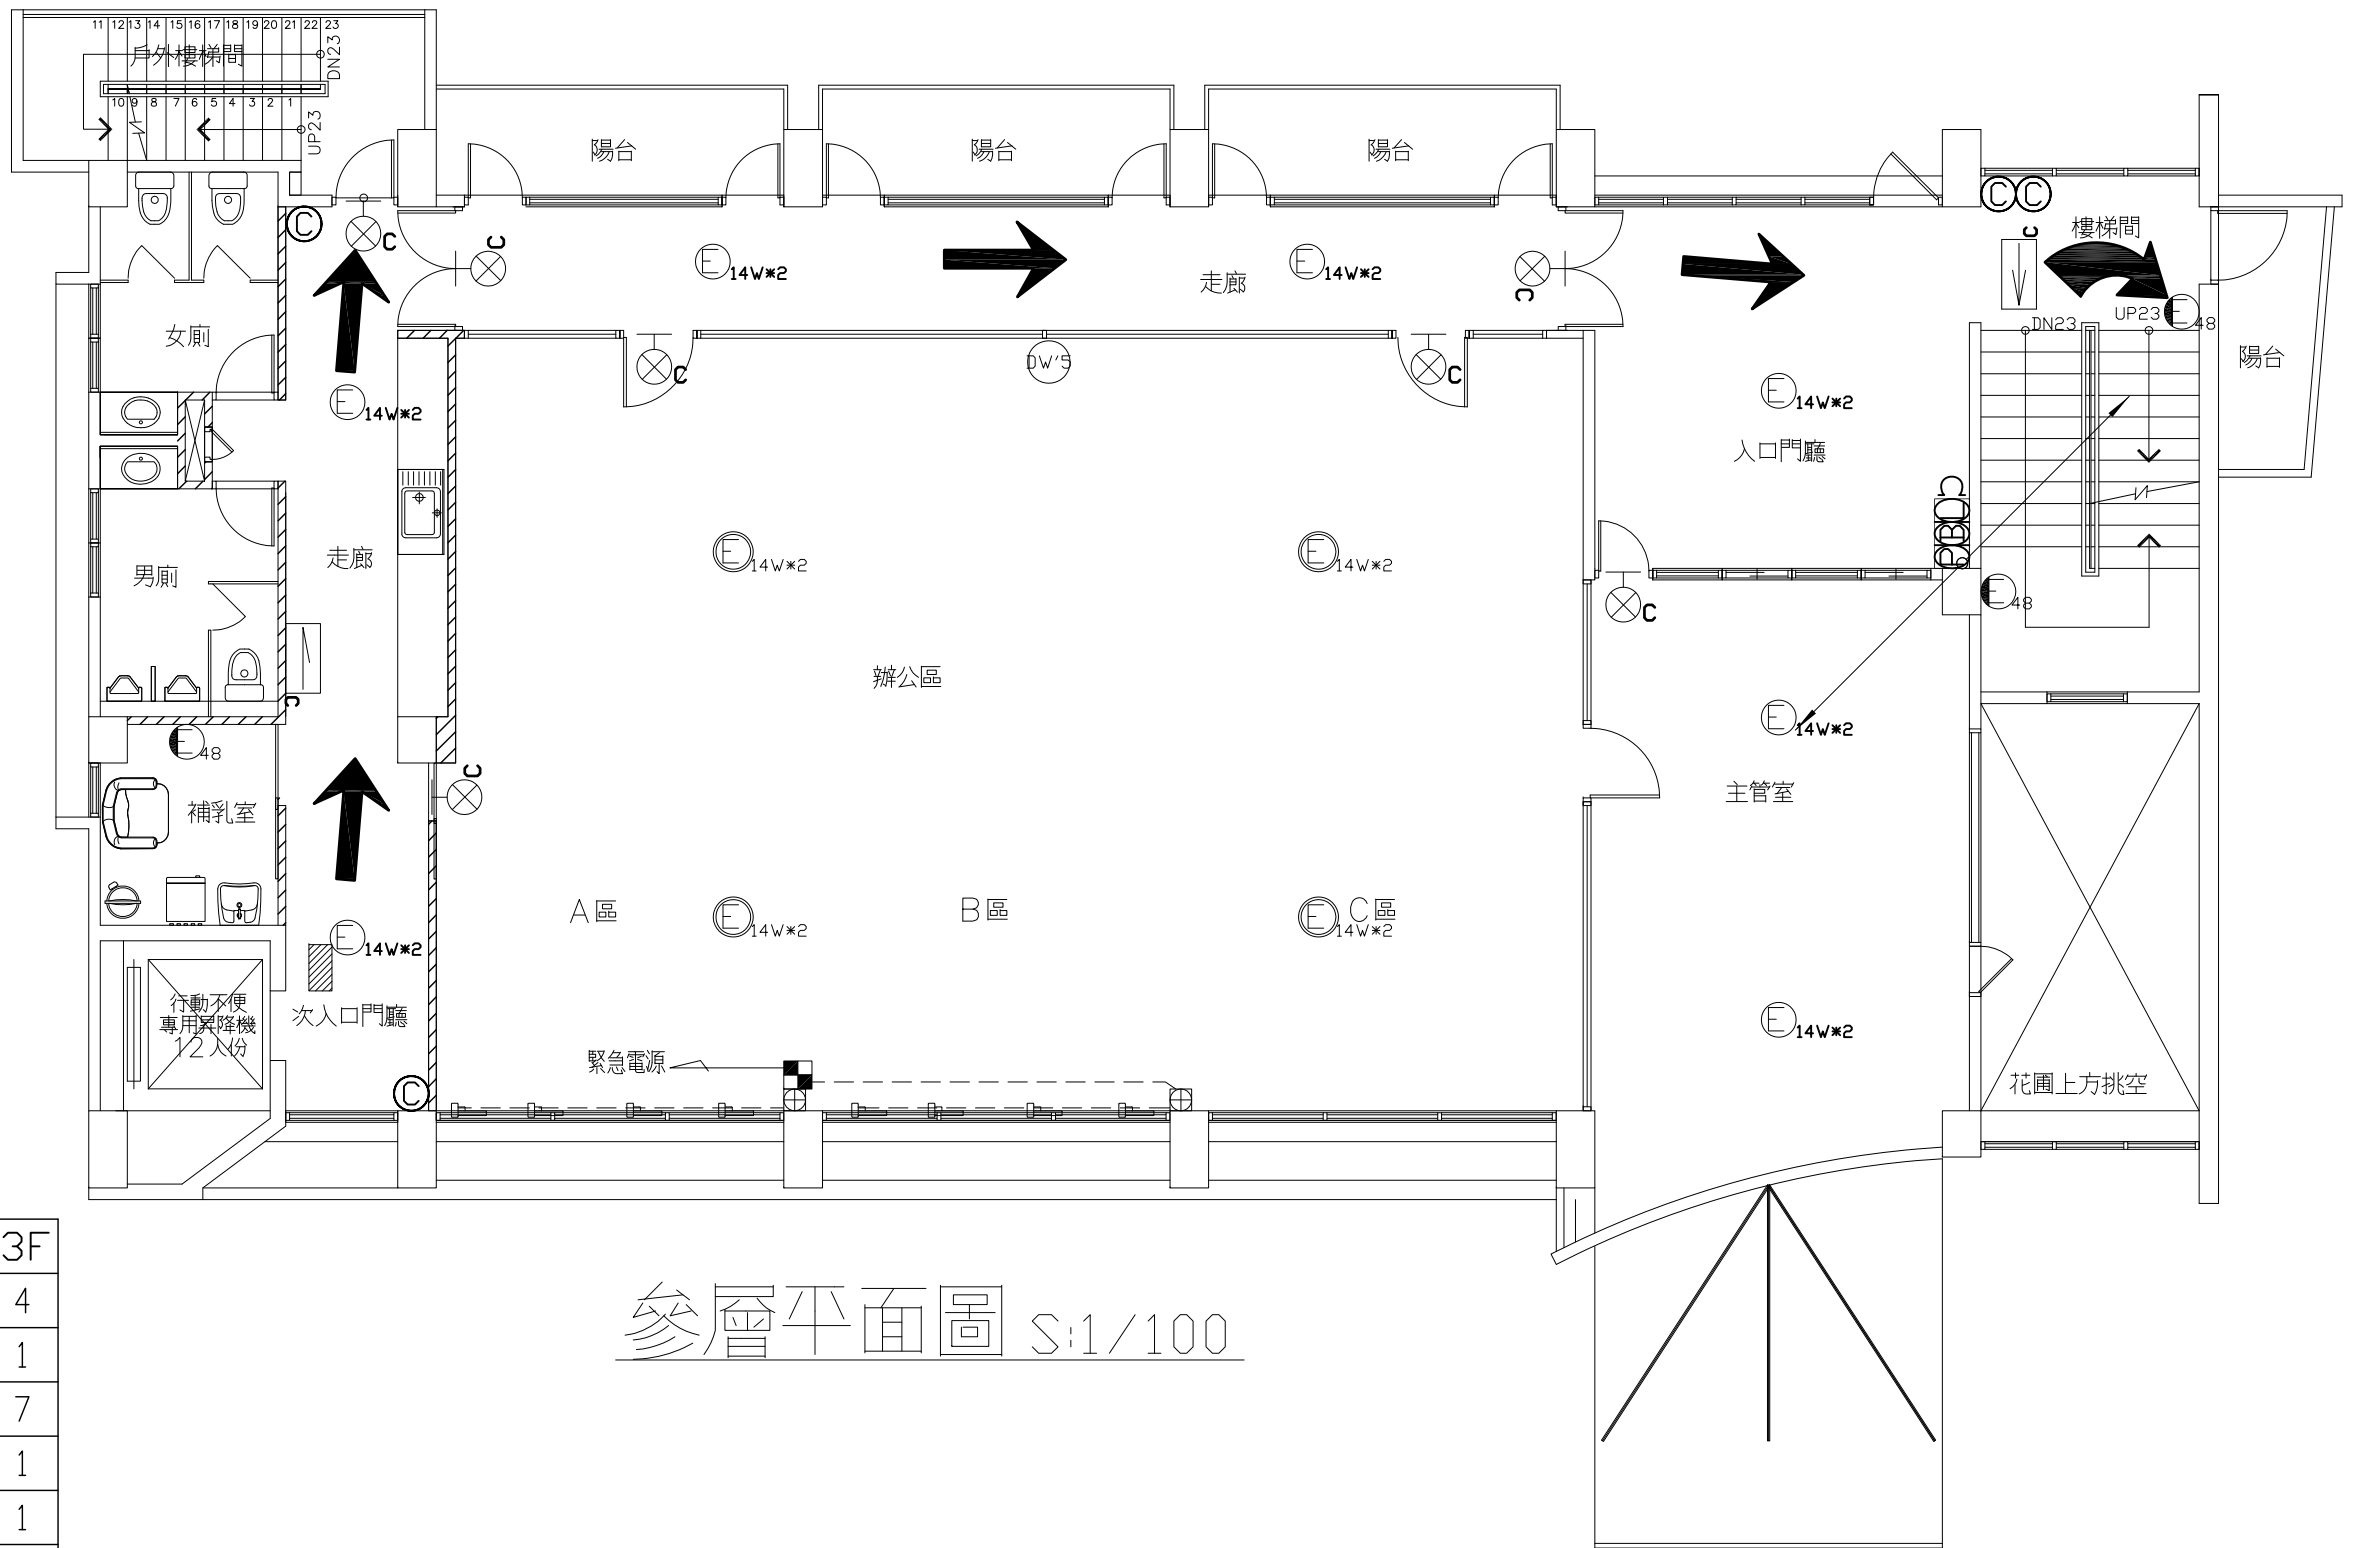 11 12 13 14 15 16 17 18 19 20 21 22 23
戶外樓梯間
DN23
10 9 8 7 6 5 4 3 2 1
UP23
陽台
陽台
陽台
C
C
C
C
C
C
E 14W*2
E 14W*2
走廊
C
C
樓梯間
UP23
E 48
DN23
陽台
女廁
DW'5
C
C
E 14W*2
E 14W*2
入口門廳
走廊
E 14W*2
E 14W*2
C
L
B
P
男廁
C
E 48
辦公區
C
E 48
E 14W*2
補乳室
C
主管室
A區
E 14W*2
B區
E 14W*2
C區
E 14W*2
行動不便
專用昇降機
12人份
次入口門廳
E 14W*2
緊急電源
C
花圃上方挑空
參層平面圖 S:1/100
3F
4
1
7
1
1